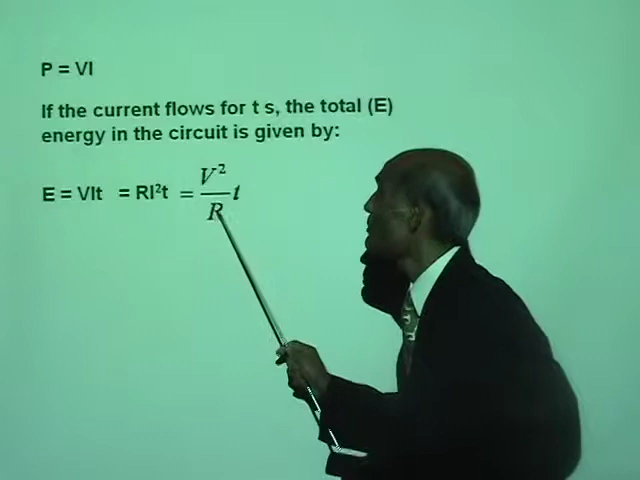 P = VI
If the current flows for t s, the total (E)
energy in the circuit is given by:
E = VIt = RI²t = V²/R t